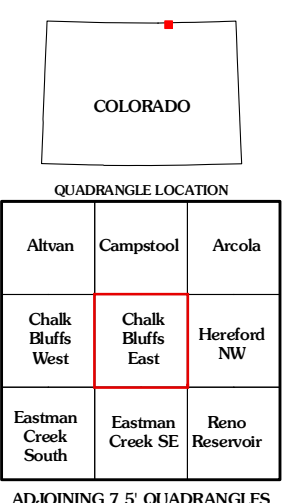 COLORADO
QUADRANGLE LOCATION
Altvan Campstool Arcola
Chalk
Bluffs
West
Chalk
Bluffs
East
Hereford
NW
Eastman
Creek
South
Eastman
Creek SE
Reno
Reservoir
ADJOINING 7.5' QUADRANGLES